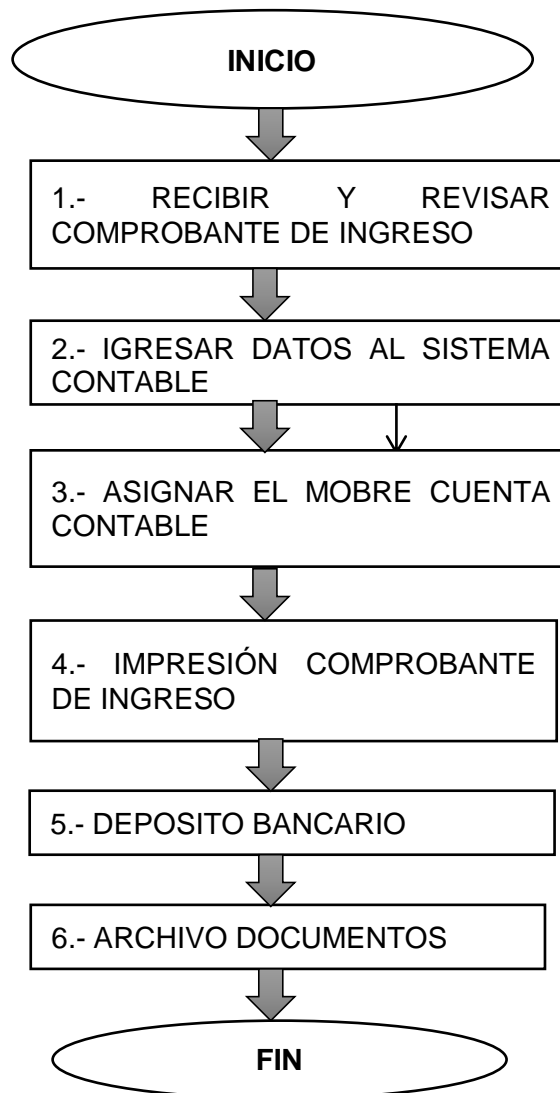 INICIO
1.- RECIBIR Y REVISAR
COMPROBANTE DE INGRESO
2.- IGRESAR DATOS AL SISTEMA
CONTABLE
3.- ASIGNAR EL MOBRE CUENTA
CONTABLE
4.- IMPRESIÓN COMPROBANTE
DE INGRESO
5.- DEPOSITO BANCARIO
6.- ARCHIVO DOCUMENTOS
FIN